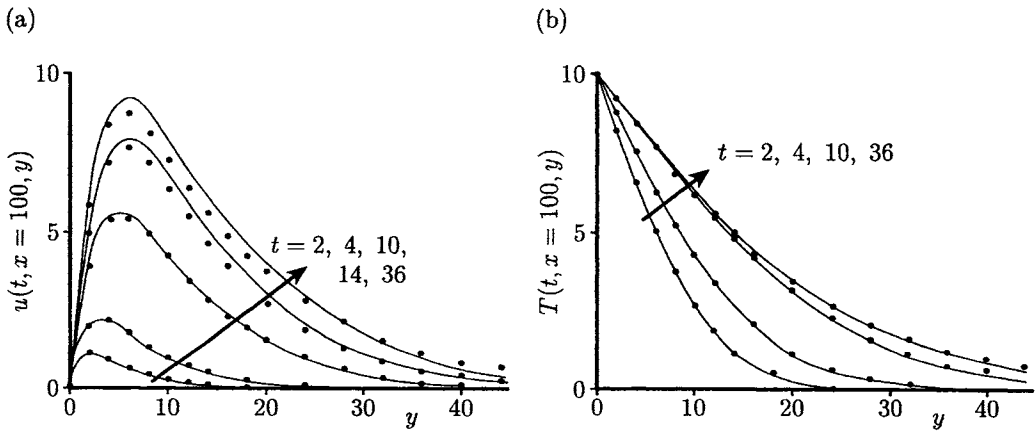 (a)
10
5
0
u(t, x = 100, y)
t = 2, 4, 10,
14, 36
0
10
20
30
40
y
(b)
10
5
0
T(t, x = 100, y)
t = 2, 4, 10, 36
0
10
20
30
40
y